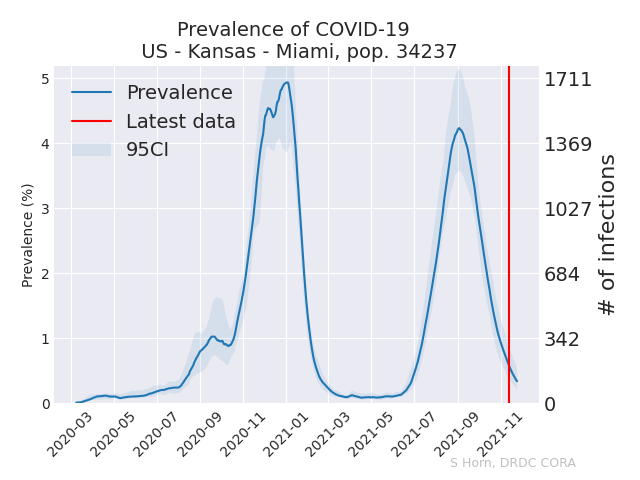 Prevalence of COVID-19
US - Kansas - Miami, pop. 34237
Prevalence
Latest data
95CI
Prevalence (%)
5
4
3
2
1
0
1711
1369
1027
684
342
0
# of infections
2020-03
2020-05
2020-07
2020-09
2020-11
2021-01
2021-03
2021-05
2021-07
2021-09
2021-11
S Horn, DRDC CORA